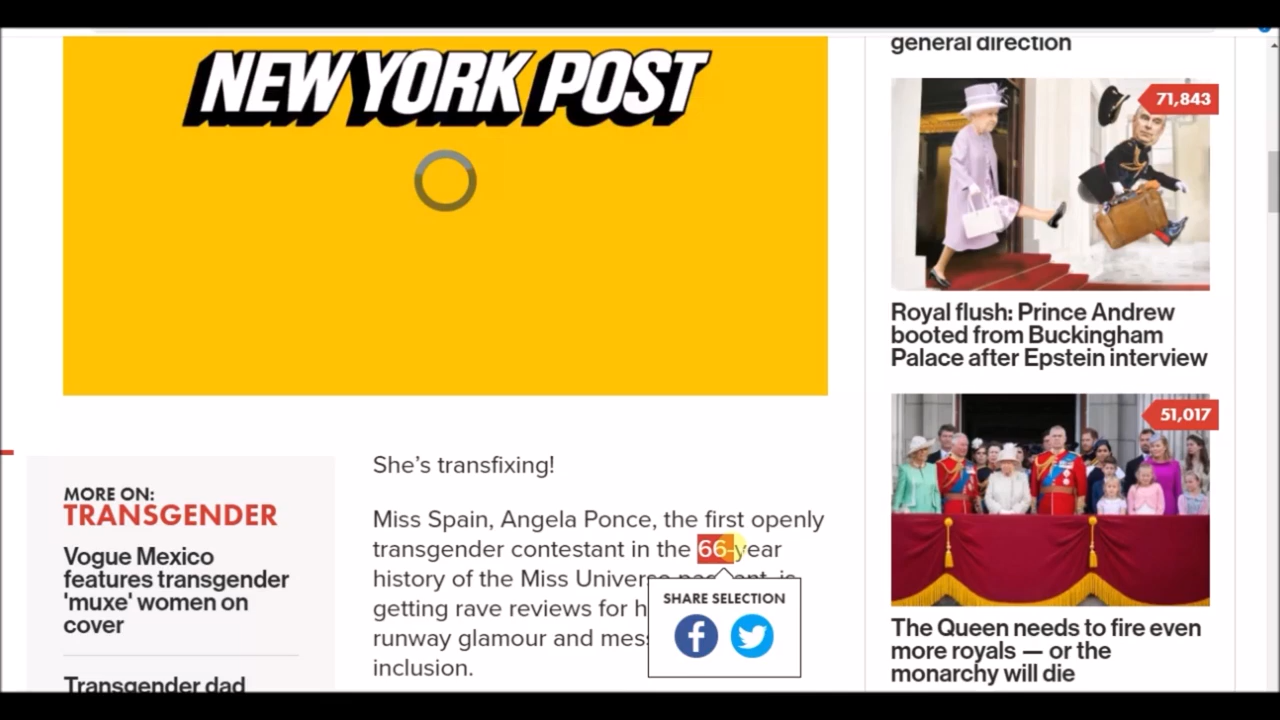 NEW YORK POST
MORE ON:
TRANSGENDER
Vogue Mexico
features transgender
'muxe' women on
cover
Transgender dad
She's transfixing!
Miss Spain, Angela Ponce, the first openly
transgender contestant in the 66-year
history of the Miss Universe
getting rave reviews for
runway glamour and
inclusion.
SHARE SELECTION
general direction
71,843
Royal flush: Prince Andrew
booted from Buckingham
Palace after Epstein interview
51,017
The Queen needs to fire even
more royals — or the
monarchy will die